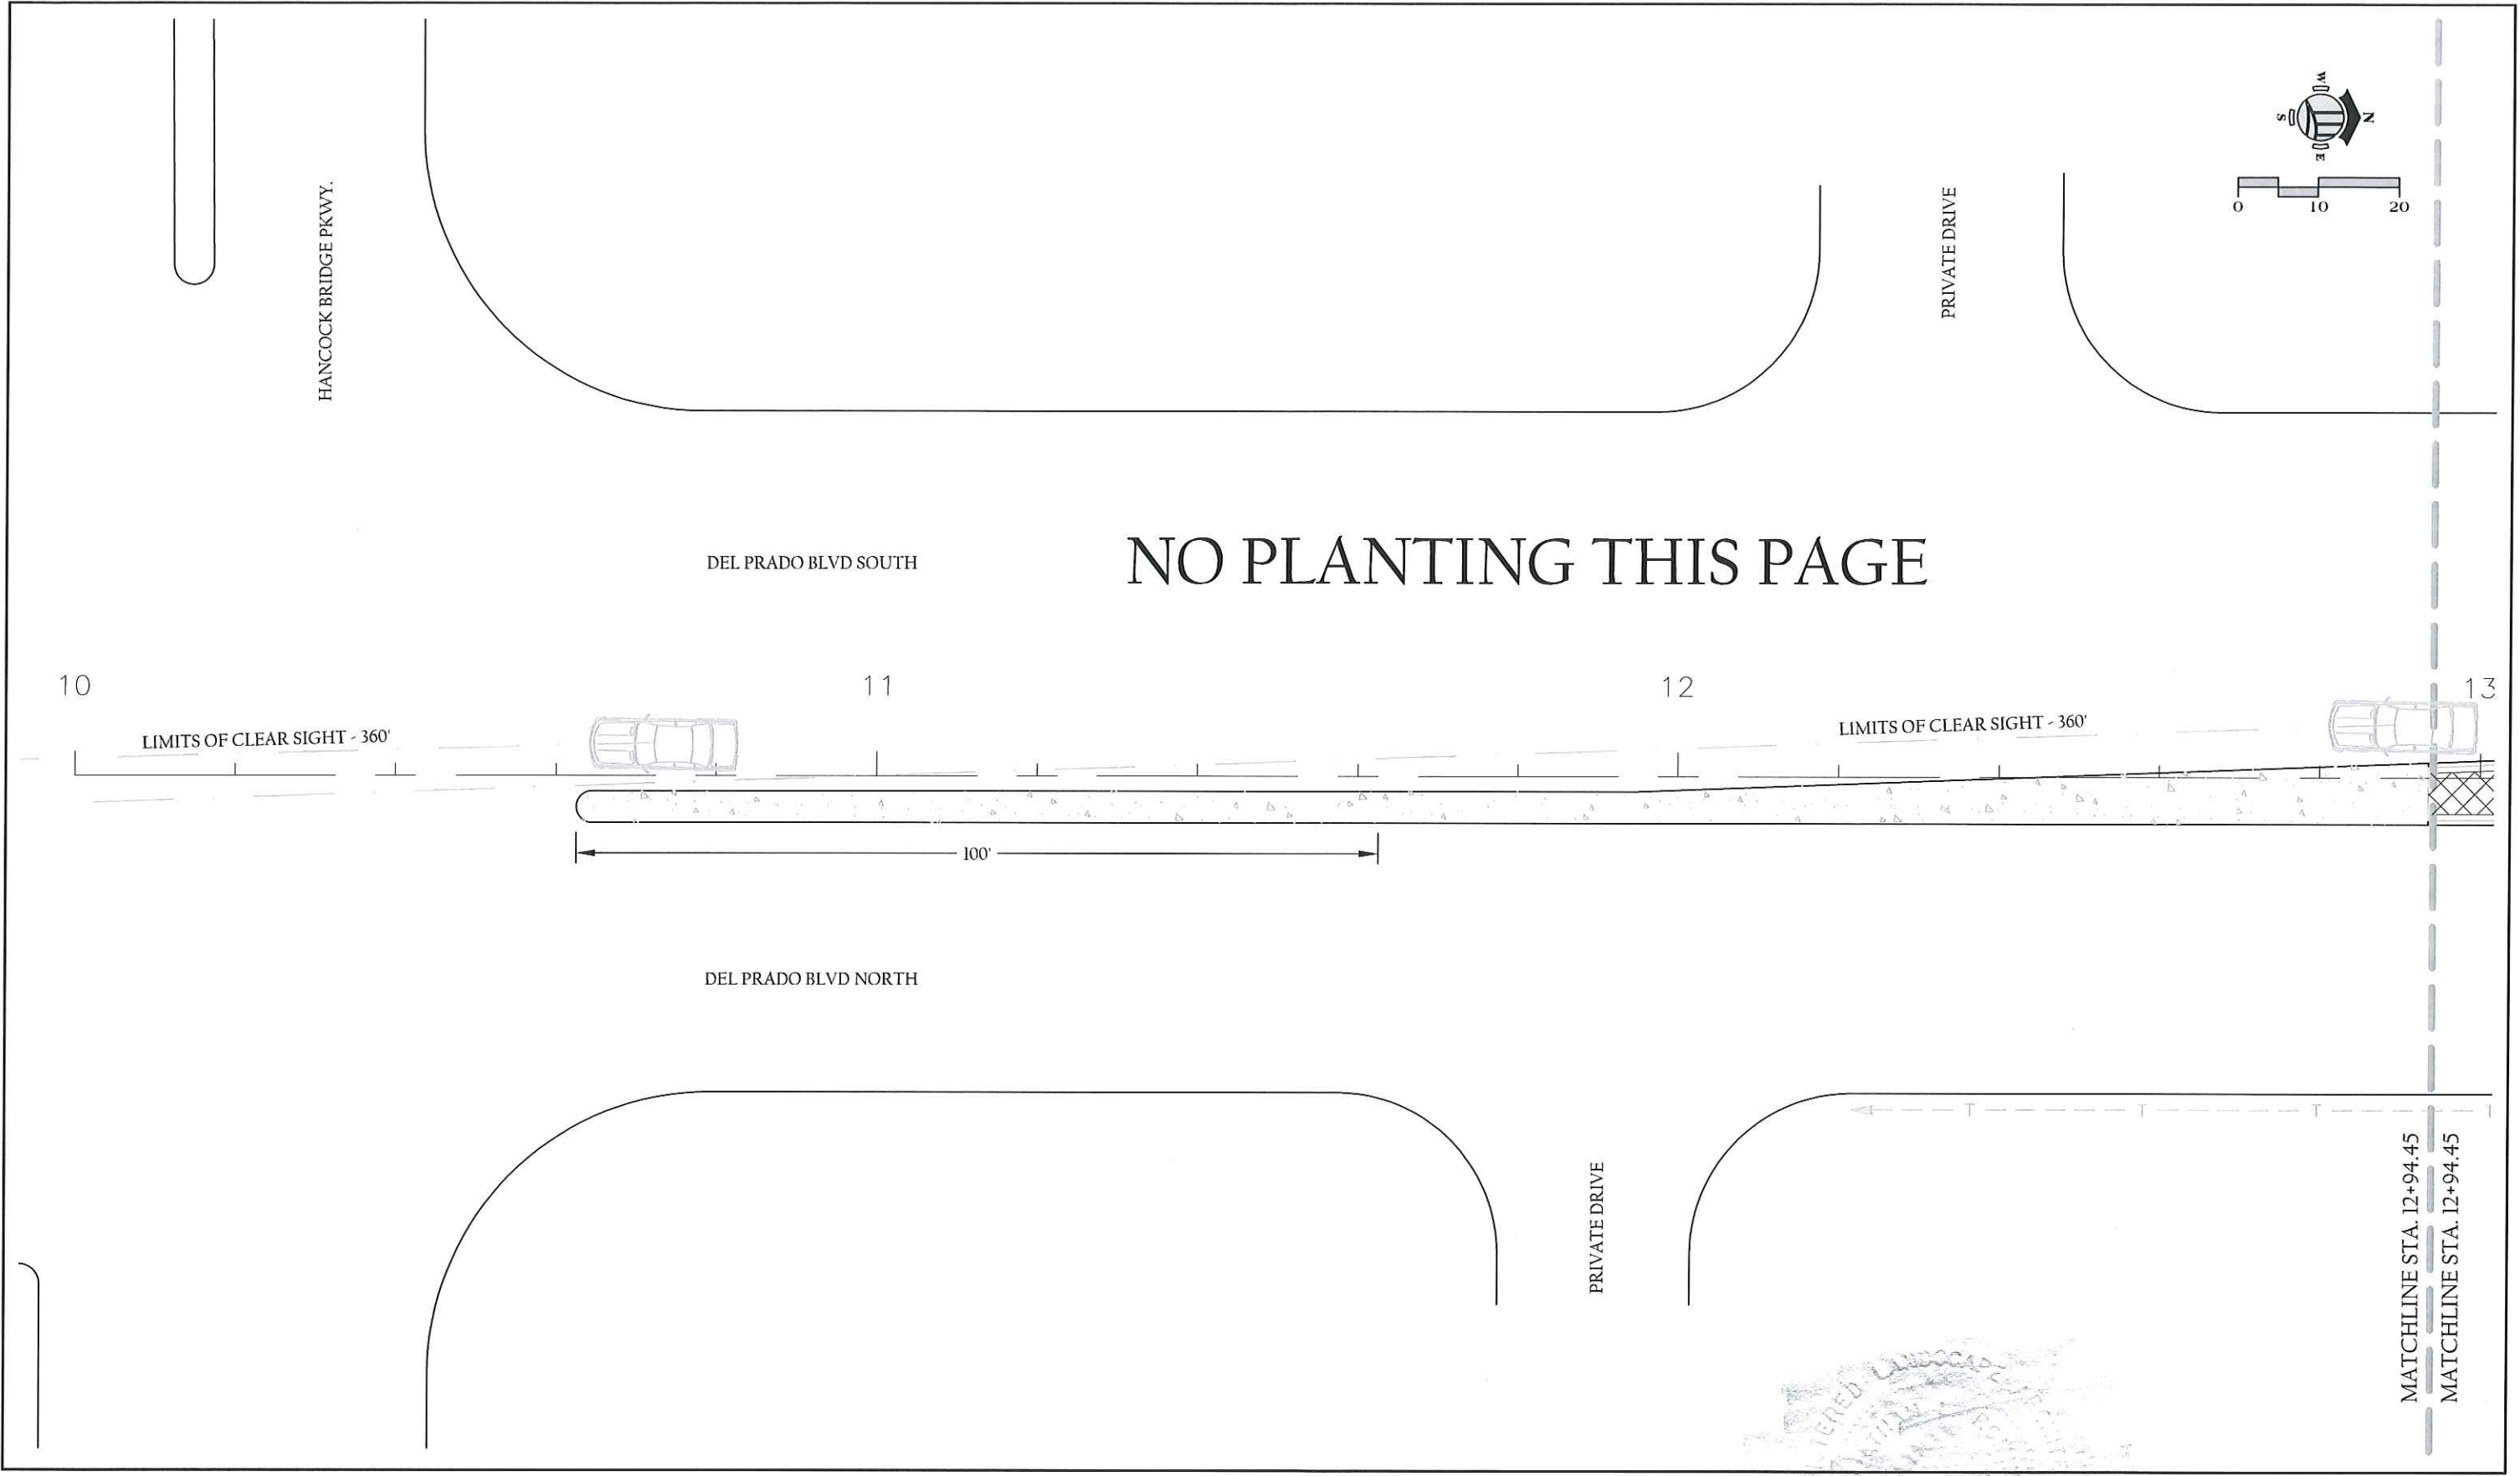 HANCOCK BRIDGE PKWY.
PRIVATE DRIVE
W
N
S
E
0 10 20
DEL PRADO BLVD SOUTH
NO PLANTING THIS PAGE
10 11 12 13
LIMITS OF CLEAR SIGHT - 360'
LIMITS OF CLEAR SIGHT - 360'
100'
DEL PRADO BLVD NORTH
T T T T
PRIVATE DRIVE
MATCHLINE STA. 12+94.45
MATCHLINE STA. 12+94.45